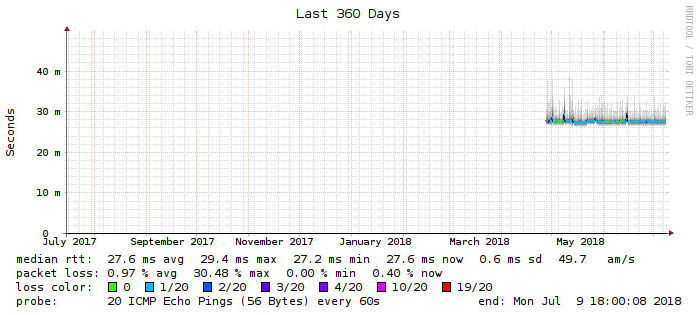 Last 360 Days
RRDTOOL / TOBI OETIKER
Seconds
40 m
30 m
20 m
10 m
0
July 2017 September 2017 November 2017 January 2018 March 2018 May 2018
median rtt: 27.6 ms avg 29.4 ms max 27.2 ms min 27.6 ms now 0.6 ms sd 49.7 am/s
packet loss: 0.97 % avg 30.48 % max 0.00 % min 0.40 % now
loss color: 0 1/20 2/20 3/20 4/20 10/20 19/20
probe: 20 ICMP Echo Pings (56 Bytes) every 60s end: Mon Jul 9 18:00:08 2018